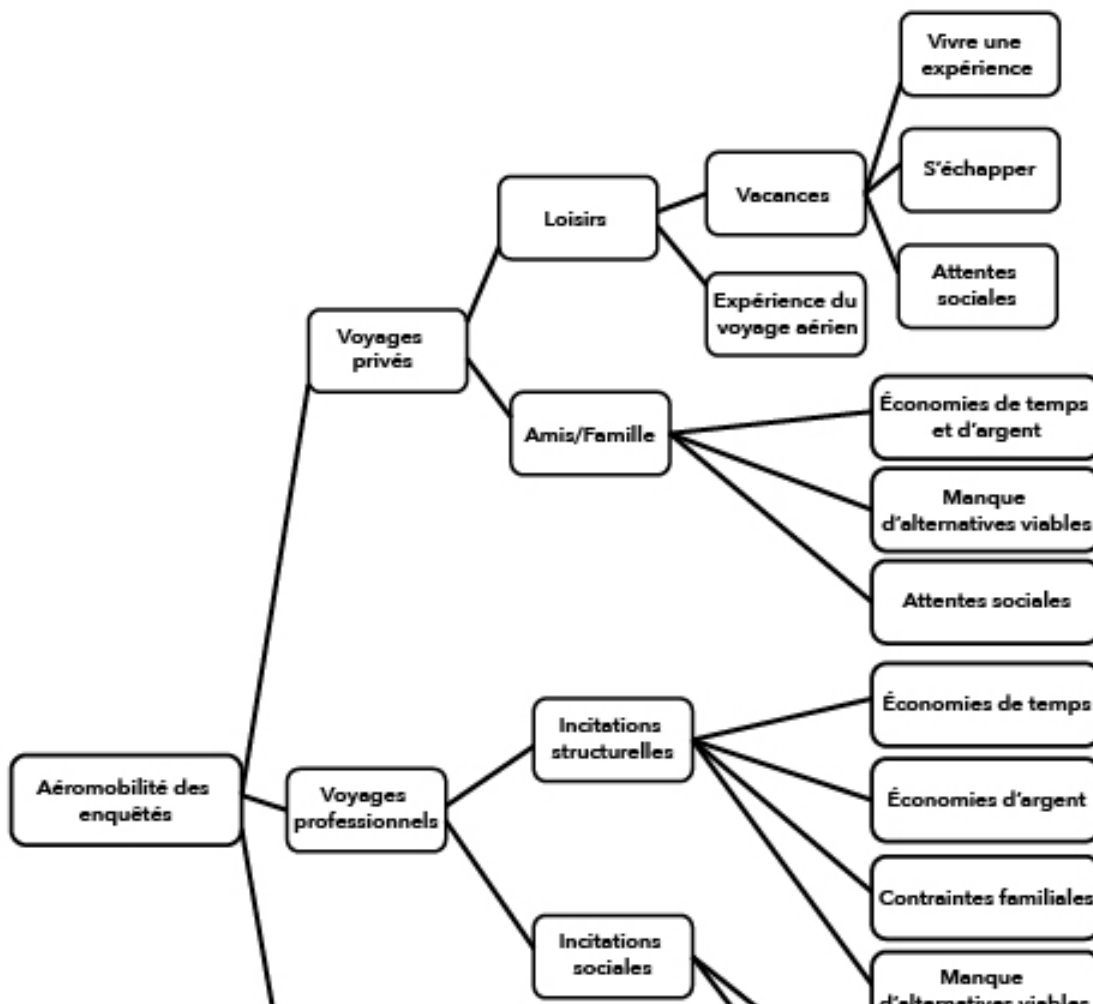 Vivre une
expérience
S'échapper
Vacances
Loisirs
Attentes
sociales
Expérience du
voyage aérien
Voyages
privés
Économies de temps
et d'argent
Amis/Famille
Manque
d'alternatives viables
Attentes sociales
Économies de temps
Incitations
structurelles
Aéromobilité des
enquêtés
Voyages
professionnels
Économies d'argent
Contraintes familiales
Incitations
sociales
Manque
d'alternatives viables